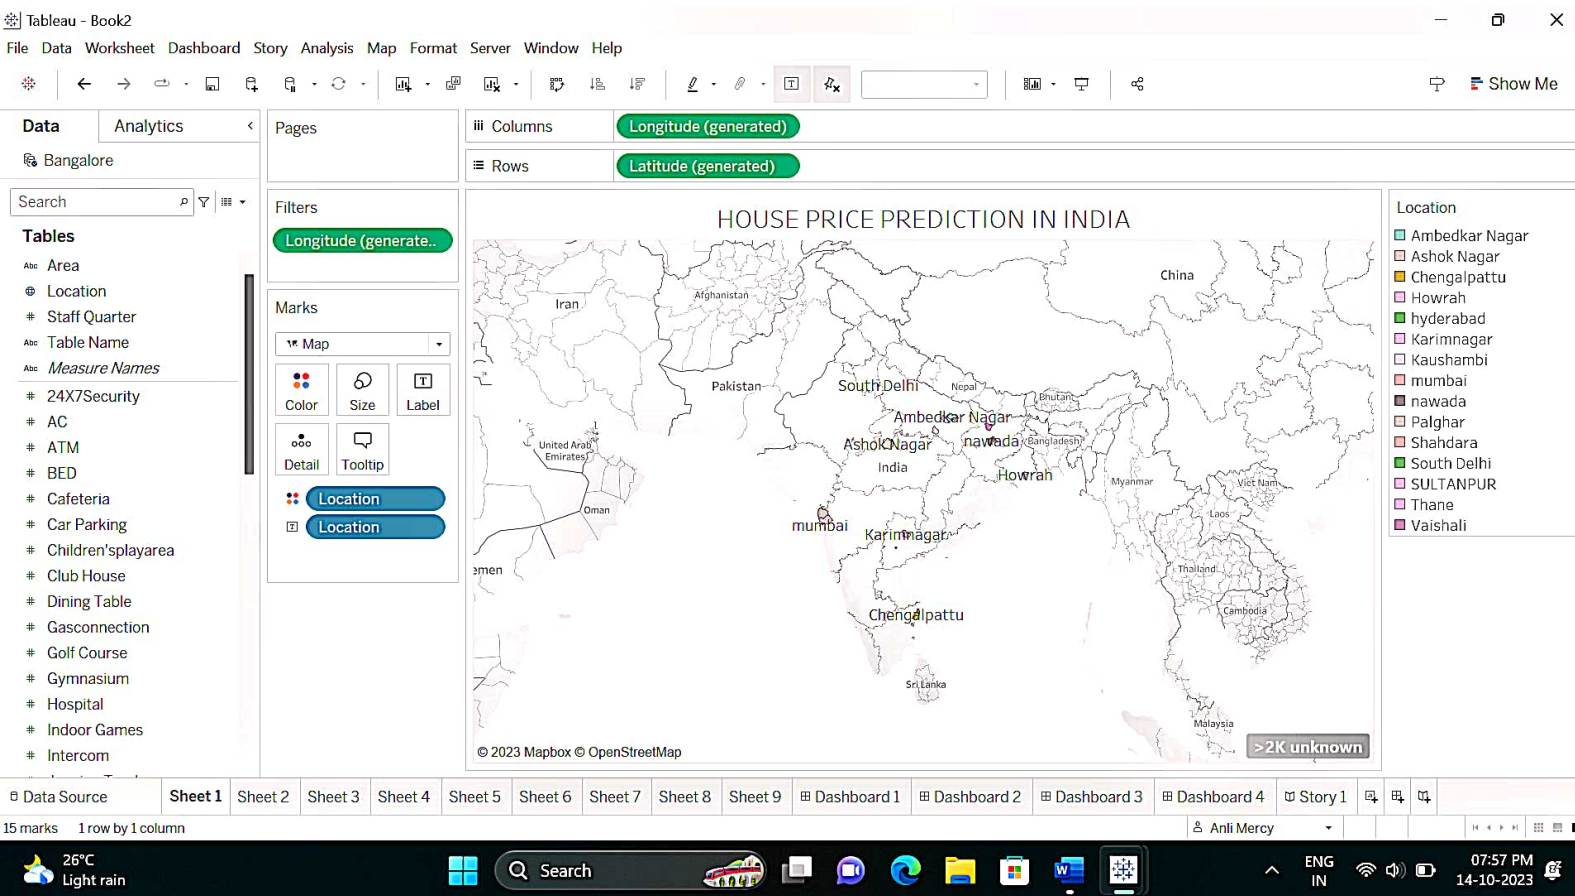 Tableau - Book2
File Data Worksheet Dashboard Story Analysis Map Format Server Window Help
Show Me
Data Analytics
Bangalore
Search
Tables
Abc Area
Location
# Staff Quarter
Abc Table Name
Abc Measure Names
# 24X7Security
# AC
# ATM
# BED
# Cafeteria
# Car Parking
# Children'splayarea
# Club House
# Dining Table
# Gasconnection
# Golf Course
# Gymnasium
# Hospital
# Indoor Games
# Intercom
Pages
Filters
Longitude (generate..
Marks
Map
Color Size Label
Detail Tooltip
Location
Location
Columns Longitude (generated)
Rows Latitude (generated)
HOUSE PRICE PREDICTION IN INDIA
China
Iran
Afghanistan
Pakistan
South Delhi
Nepal
Bhutan
Ambedkar Nagar
United Arab
Emirates
Ashok Nagar
nawada
Bangladesh
India
Howrah
Myanmar
Viet Nam
Oman
Laos
mumbai
Karimnagar
emen
Thailand
Cambodia
Chengalpattu
Sri Lanka
Malaysia
© 2023 Mapbox © OpenStreetMap
>2K unknown
Location
Ambedkar Nagar
Ashok Nagar
Chengalpattu
Howrah
hyderabad
Karimnagar
Kaushambi
mumbai
nawada
Palghar
Shahdara
South Delhi
SULTANPUR
Thane
Vaishali
Data Source Sheet 1 Sheet 2 Sheet 3 Sheet 4 Sheet 5 Sheet 6 Sheet 7 Sheet 8 Sheet 9 Dashboard 1 Dashboard 2 Dashboard 3 Dashboard 4 Story 1
15 marks 1 row by 1 column
Anli Mercy
26°C
Light rain
Search
ENG
IN
07:57 PM
14-10-2023